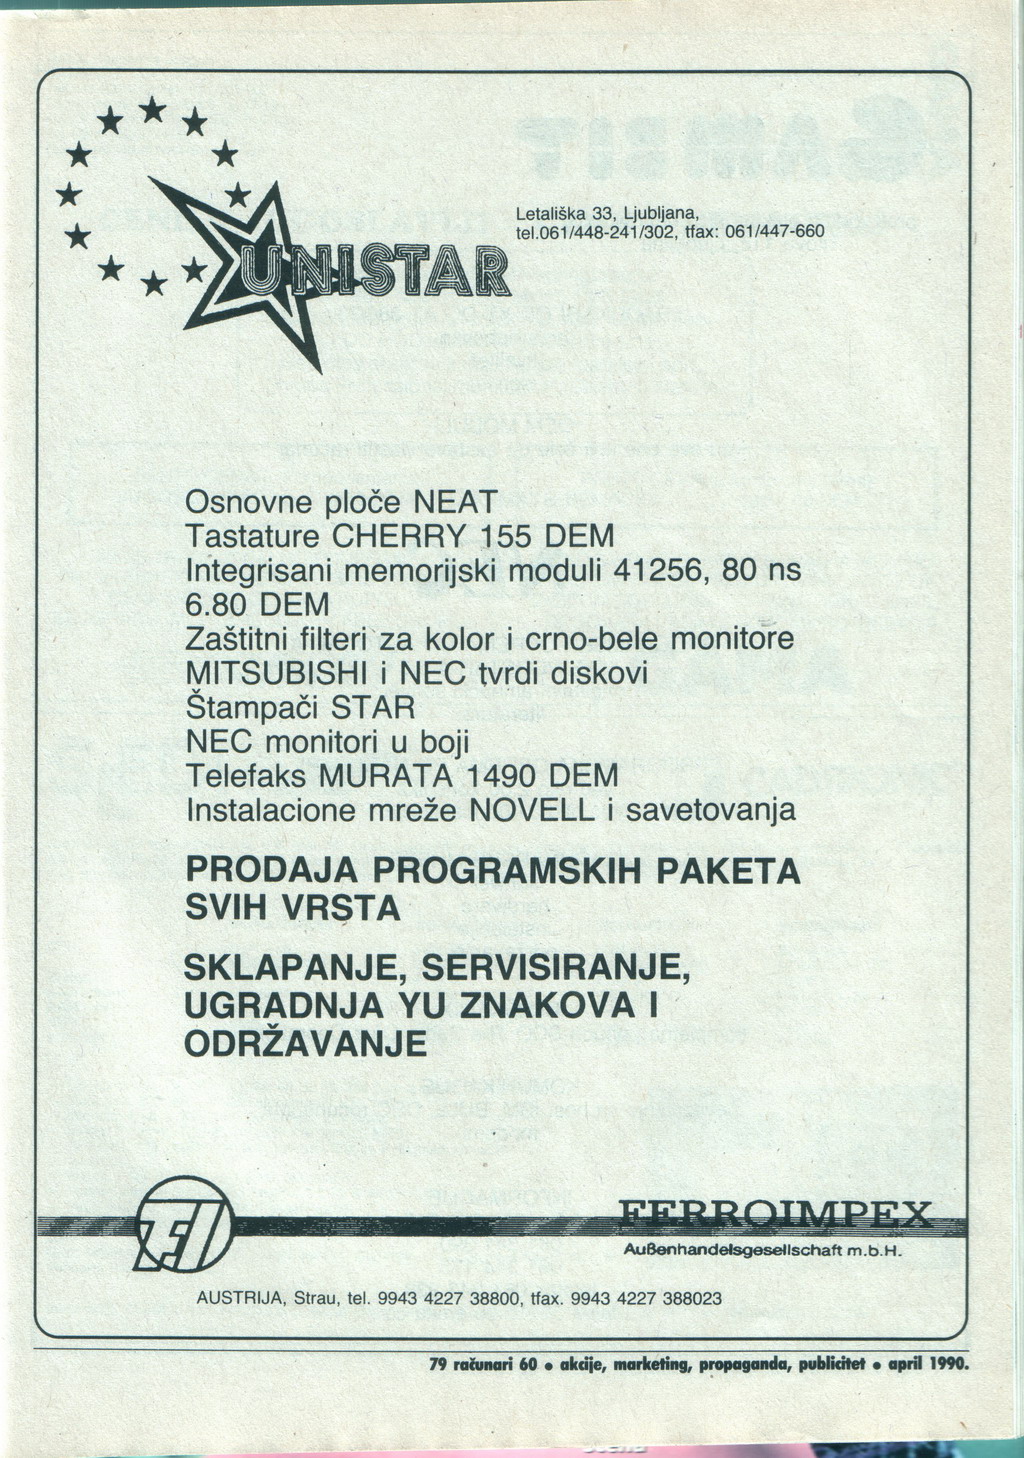 UNISTAR
Letališka 33, Ljubljana,
tel.061/448-241/302, tfax: 061/447-660
Osnovne ploče NEAT
Tastature CHERRY 155 DEM
Integrisani memorijski moduli 41256, 80 ns
6.80 DEM
Zaštitni filteri za kolor i crno-bele monitore
MITSUBISHI i NEC tvrdi diskovi
Štampači STAR
NEC monitori u boji
Telefaks MURATA 1490 DEM
Instalacione mreže NOVELL i savetovanja
PRODAJA PROGRAMSKIH PAKETA
SVIH VRSTA
SKLAPANJE, SERVISIRANJE,
UGRADNJA YU ZNAKOVA I
ODRŽAVANJE
FI
FERROIMPEX
Außenhandelsgesellschaft m.b.H.
AUSTRIJA, Strau, tel. 9943 4227 38800, tfax. 9943 4227 388023
79 računari 60 • akcije, marketing, propaganda, publicitet • april 1990.